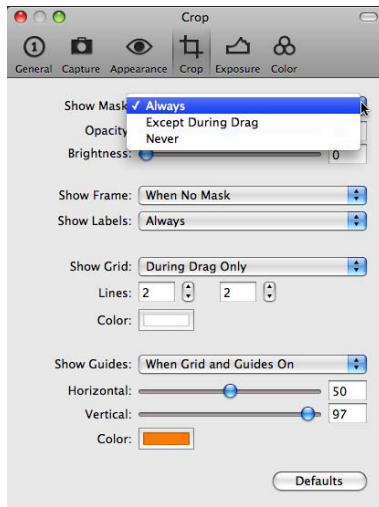 Crop
1
General Capture Appearance Crop Exposure Color
Show Mask ✓ Always
Except During Drag
Opacity
Never
Brightness: 0
Show Frame: When No Mask
Show Labels: Always
Show Grid: During Drag Only
Lines: 2 2
Color:
Show Guides: When Grid and Guides On
Horizontal: 50
Vertical: 97
Color:
Defaults